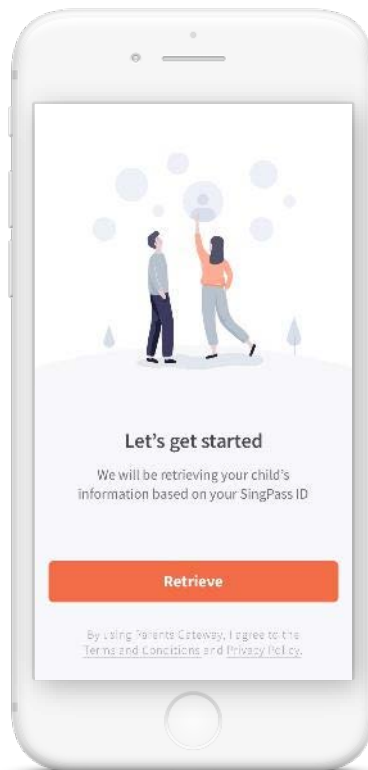 Let's get started
We will be retrieving your child's
information based on your SingPass ID
Retrieve
By using Parents Gateway, I agree to the
Terms and Conditions and Privacy Policy.